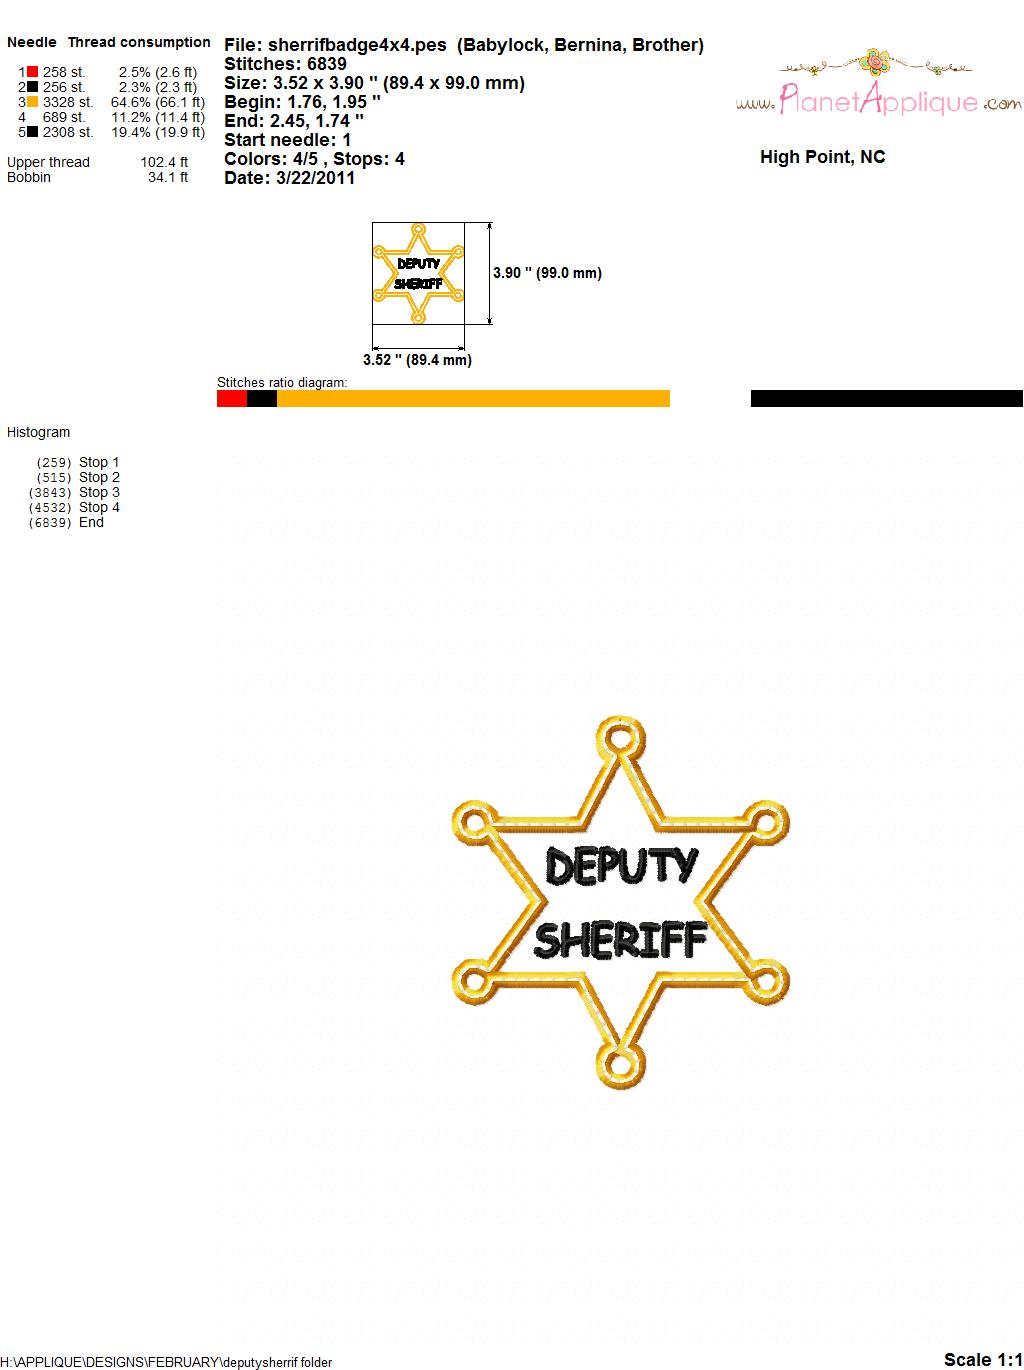 Needle Thread consumption
1 258 st. 2.5% (2.6 ft)
2 256 st. 2.3% (2.3 ft)
3 3328 st. 64.6% (66.1 ft)
4 689 st. 11.2% (11.4 ft)
5 2308 st. 19.4% (19.9 ft)
Upper thread 102.4 ft
Bobbin 34.1 ft
File: sherrifbadge4x4.pes (Babylock, Bernina, Brother)
Stitches: 6839
Size: 3.52 x 3.90 " (89.4 x 99.0 mm)
Begin: 1.76, 1.95 "
End: 2.45, 1.74 "
Start needle: 1
Colors: 4/5 , Stops: 4
Date: 3/22/2011
www.PlanetApplique.com
High Point, NC
DEPUTY
SHERIFF
3.90 " (99.0 mm)
3.52 " (89.4 mm)
Stitches ratio diagram:
Histogram
(259) Stop 1
(515) Stop 2
(3843) Stop 3
(4532) Stop 4
(6839) End
DEPUTY
SHERIFF
H:\APPLIQUE\DESIGNS\FEBRUARY\deputysherrif folder
Scale 1:1